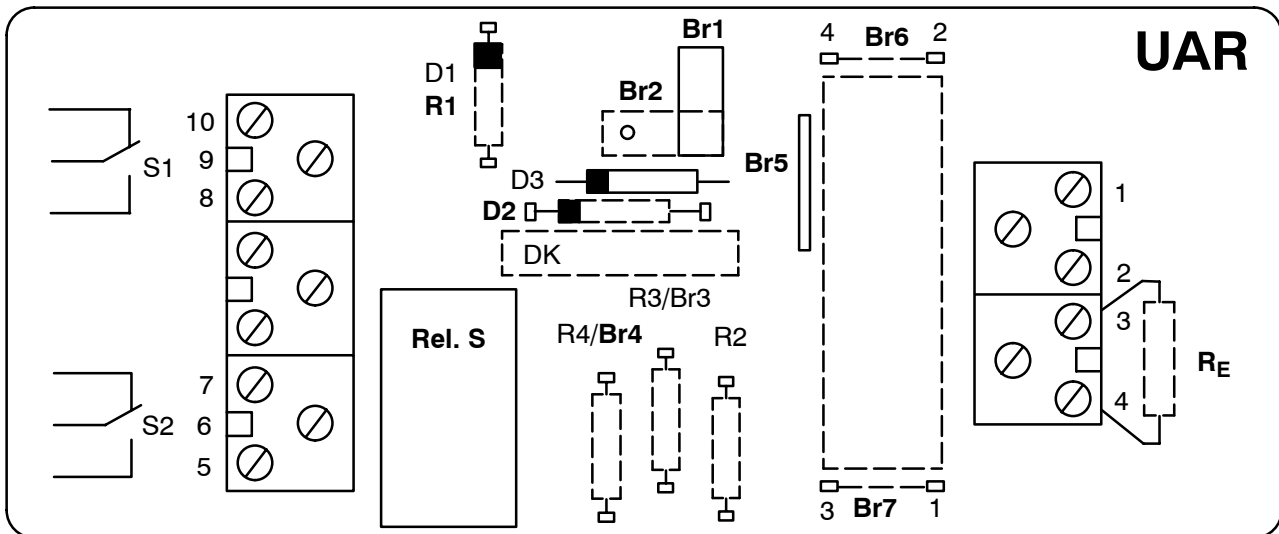 UAR
Br1
4 Br6 2
D1
R1
Br2
10
9
8
S1
D3
D2
DK
Br5
1
2
3
4
RE
R3/Br3
R4/Br4
R2
Rel. S
7
6
5
S2
3 Br7 1